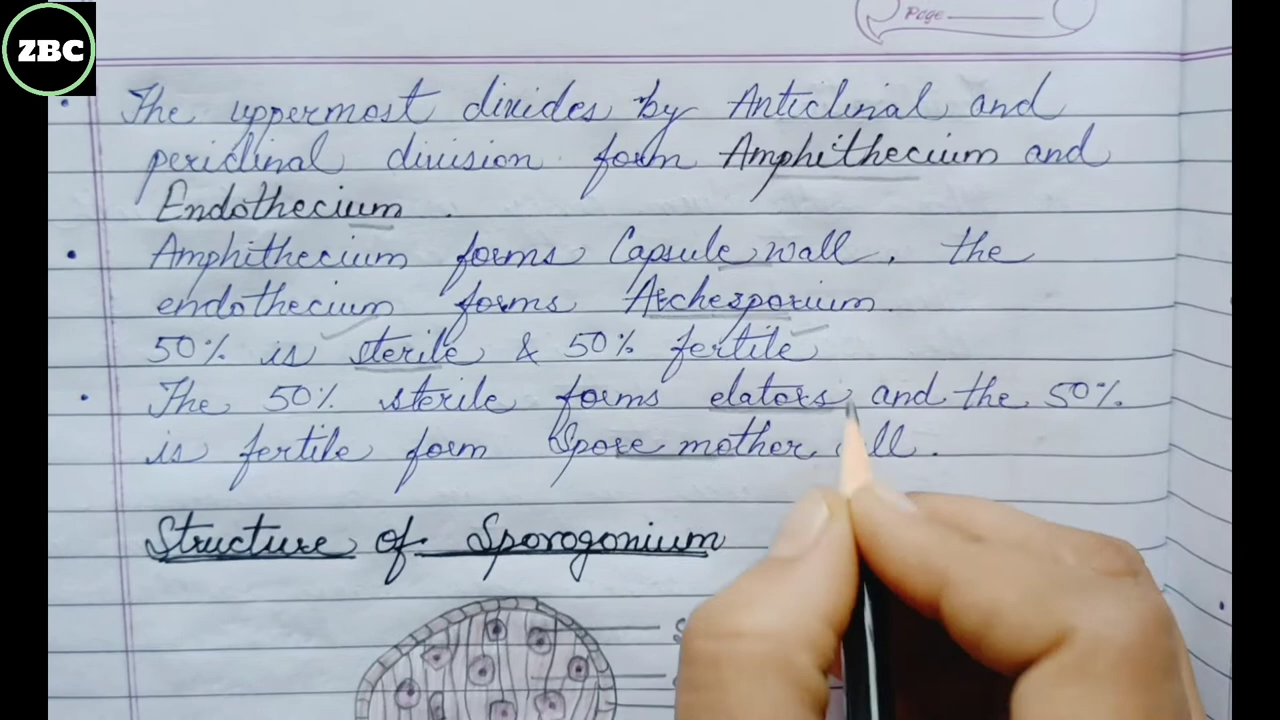 ZBC
Page
The uppermost divides by Anticlinal and
periclinal division form Amphithecium and
Endothecium .
Amphithecium forms Capsule wall. the
endothecium forms Archesporium.
50% is sterile & 50% fertile
The 50% sterile forms elators and the 50%
is fertile form Spore mother
Structure of Sporogonium